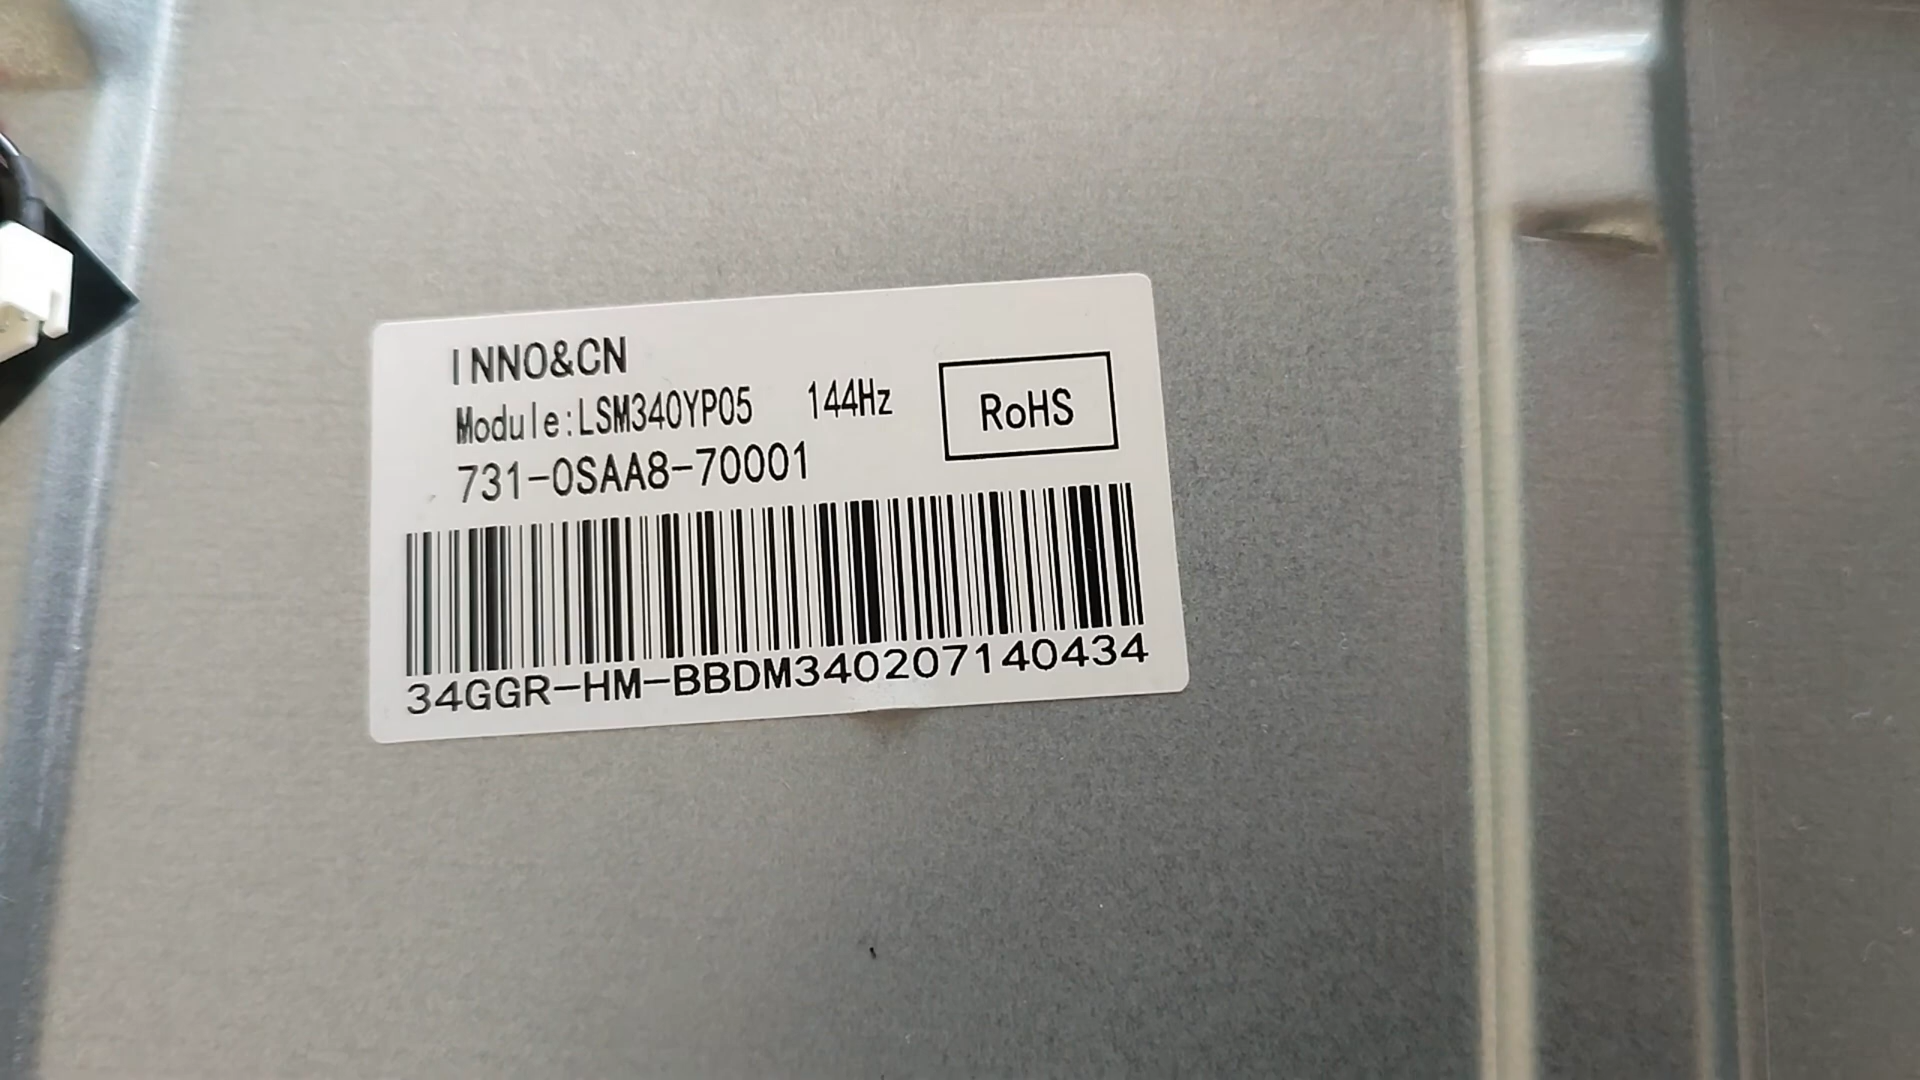 INNO&CN
Module:LSM340YP05 144Hz
RoHS
731-0SAA8-70001
34GGR-HM-BBDM340207140434